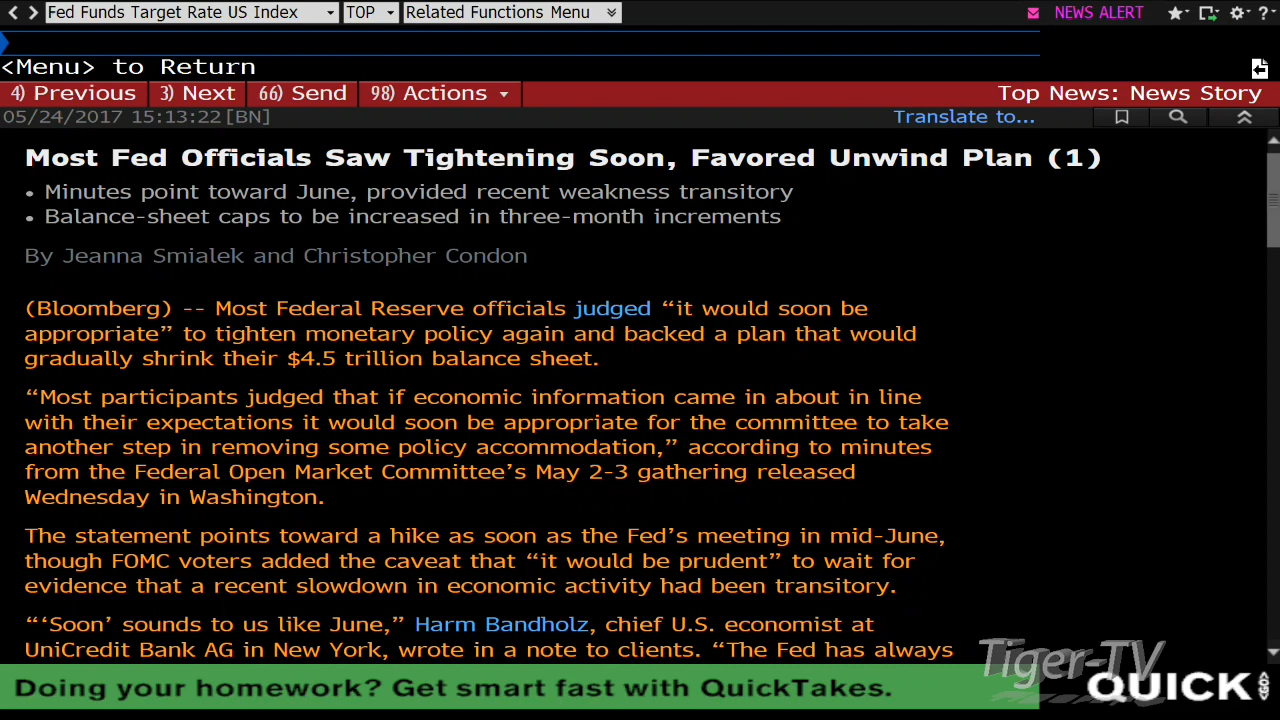 Fed Funds Target Rate US Index TOP Related Functions Menu NEWS ALERT ?
<Menu> to Return
4) Previous 3) Next 66) Send 98) Actions Top News: News Story
05/24/2017 15:13:22 [BN] Translate to...
Most Fed Officials Saw Tightening Soon, Favored Unwind Plan (1)
• Minutes point toward June, provided recent weakness transitory
• Balance-sheet caps to be increased in three-month increments
By Jeanna Smialek and Christopher Condon
(Bloomberg) -- Most Federal Reserve officials judged “it would soon be
appropriate” to tighten monetary policy again and backed a plan that would
gradually shrink their $4.5 trillion balance sheet.
“Most participants judged that if economic information came in about in line
with their expectations it would soon be appropriate for the committee to take
another step in removing some policy accommodation,” according to minutes
from the Federal Open Market Committee’s May 2-3 gathering released
Wednesday in Washington.
The statement points toward a hike as soon as the Fed’s meeting in mid-June,
though FOMC voters added the caveat that “it would be prudent” to wait for
evidence that a recent slowdown in economic activity had been transitory.
“‘Soon’ sounds to us like June,” Harm Bandholz, chief U.S. economist at
UniCredit Bank AG in New York, wrote in a note to clients. “The Fed has always
Tiger-TV
Doing your homework? Get smart fast with QuickTakes. QUICK <GO>